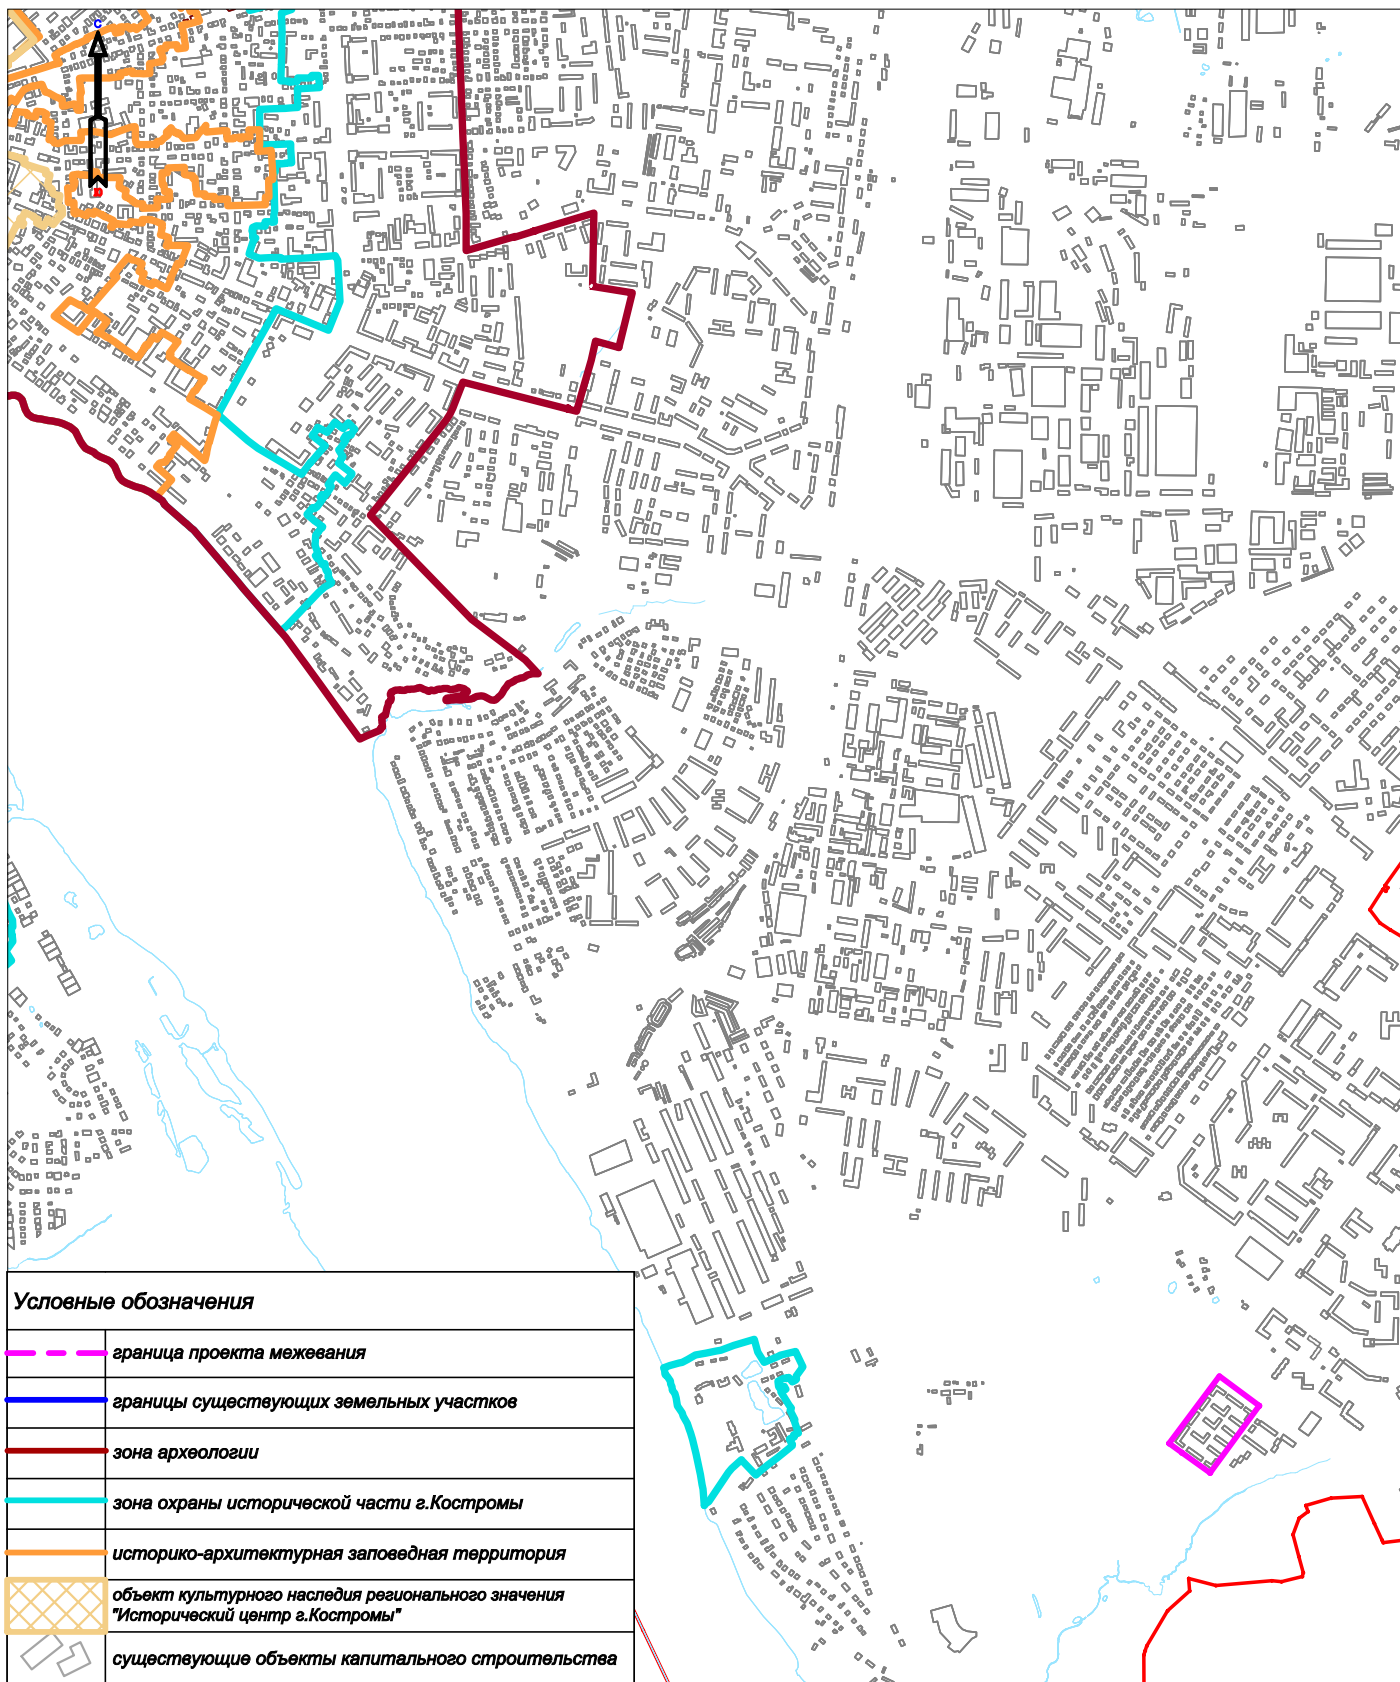 С
Ю
Условные обозначения
граница проекта межевания
границы существующих земельных участков
зона археологии
зона охраны исторической части г.Костромы
историко-архитектурная заповедная территория
объект культурного наследия регионального значения
"Исторический центр г.Костромы"
существующие объекты капитального строительства